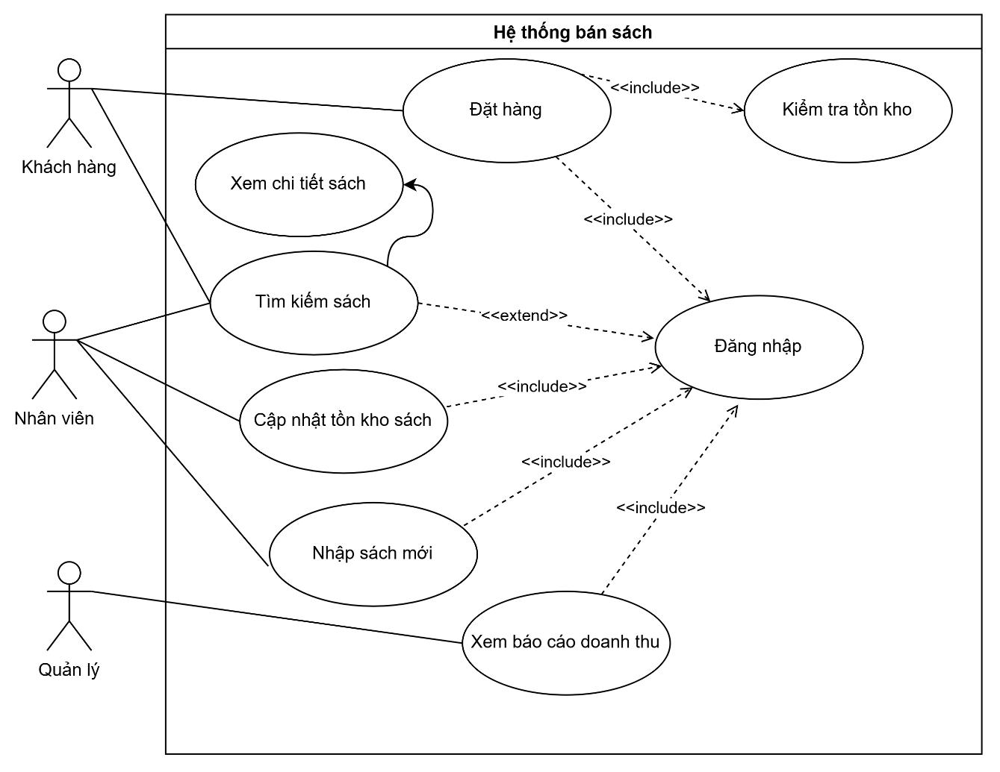 Hệ thống bán sách
Đặt hàng
<<include>>
Kiểm tra tồn kho
Khách hàng
Xem chi tiết sách
<<include>>
Tìm kiếm sách
<<extend>>
Đăng nhập
Nhân viên
<<include>>
Cập nhật tồn kho sách
<<include>>
<<include>>
Nhập sách mới
Xem báo cáo doanh thu
Quản lý